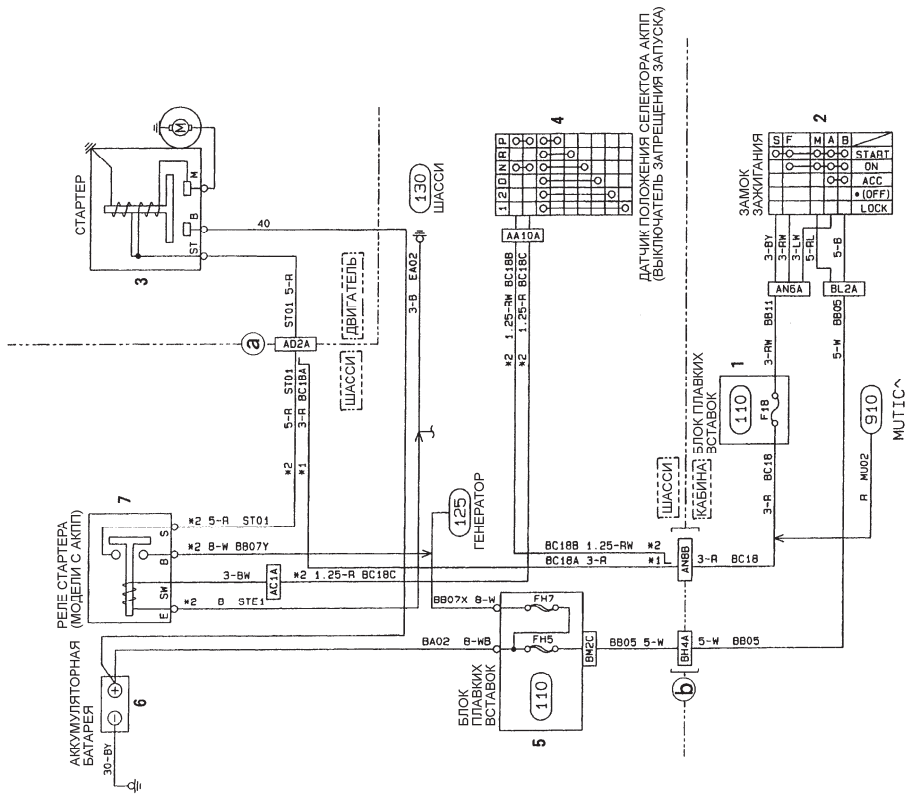 СТАРТЕР
3
ST
B
M
M
40
ST01 5-R
a
AD2A
ДВИГАТЕЛЬ
ШАССИ
130
ШАССИ
3-B EA02
5-R ST01
3-R BC18A
*2
*1
РЕЛЕ СТАРТЕРА
(МОДЕЛИ С АКПП)
7
S
B
SW
E
*2 5-R ST01
*2 8-W BB07Y
3-BW
AC1A
*2 1.25-R BC18C
*2 B STE1
125
ГЕНЕРАТОР
АККУМУЛЯТОРНАЯ
БАТАРЕЯ
6
30-BY
BA02 8-WB
BB07X 8-W
БЛОК
ПЛАВКИХ
ВСТАВОК
5
110
FH7
FH5
BM2C
BB05 5-W
BH4A
5-W BB05
b
BC18B 1.25-RW *2
BC18A 3-R *1
AN8B
3-R BC18
ШАССИ
КАБИНА
4
P
R
N
D
2
1
AA10A
*2 1.25-RW BC18B
*2 1.25-R BC18C
ДАТЧИК ПОЛОЖЕНИЯ СЕЛЕКТОРА АКПП
(ВЫКЛЮЧАТЕЛЬ ЗАПРЕЩЕНИЯ ЗАПУСКА)
ЗАМОК
ЗАЖИГАНИЯ
2
S
F
M
A
B
START
ON
ACC
(OFF)
LOCK
3-BY
3-RW
3-LW
5-RL
5-B
AN6A
BL2A
3-RW BB11
5-W BB05
1
БЛОК ПЛАВКИХ
ВСТАВОК
110
F18
3-R BC18
R MU02
910
MUTIC^